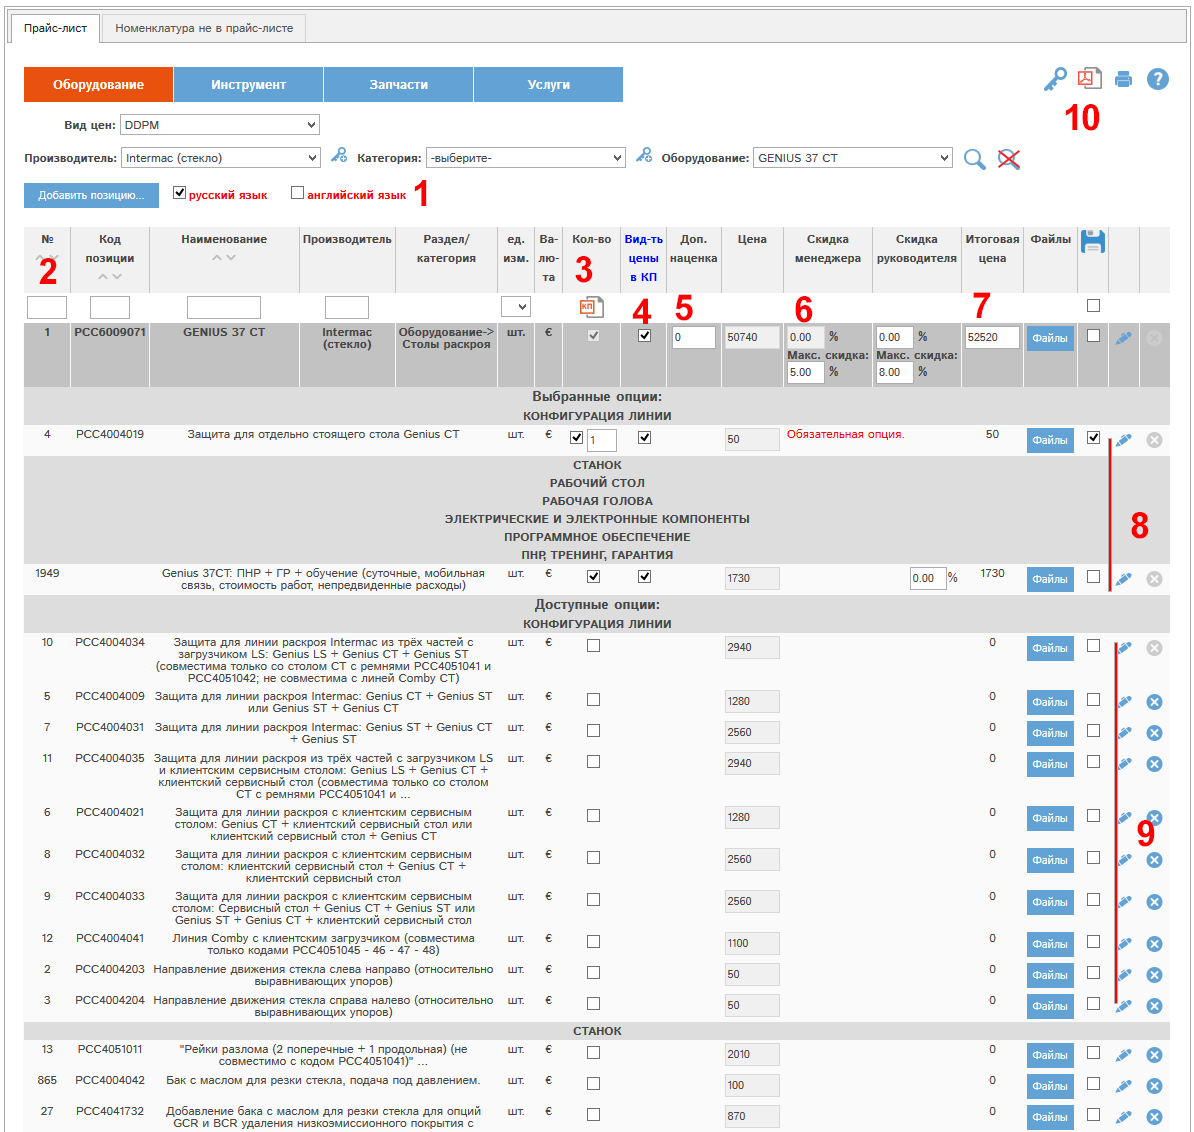 Прайс-лист Номенклатура не в прайс-листе
Оборудование Инструмент Запчасти Услуги
10
Вид цен: DDPM
Производитель: Intermac (стекло) Категория: -выберите- Оборудование: GENIUS 37 CT
Добавить позицию... русский язык английский язык 1
№ Код позиции Наименование Производитель Раздел/ категория ед. изм. Ва- лю- та Кол-во Вид-ть цены в КП Доп. наценка Цена Скидка менеджера Скидка руководителя Итоговая цена Файлы
2 3 4 5 6 7
КП
1 PCC6009071 GENIUS 37 CT Intermac (стекло) Оборудование-> Столы раскроя шт. € 0 50740 0.00 % 0.00 % 52520 Файлы
Макс. скидка: Макс. скидка:
5.00 % 8.00 %
Выбранные опции:
КОНФИГУРАЦИЯ ЛИНИИ
4 PCC4004019 Защита для отдельно стоящего стола Genius CT шт. € 1 50 Обязательная опция. 50 Файлы
СТАНОК
РАБОЧИЙ СТОЛ
РАБОЧАЯ ГОЛОВА
ЭЛЕКТРИЧЕСКИЕ И ЭЛЕКТРОННЫЕ КОМПОНЕНТЫ
8
ПРОГРАММНОЕ ОБЕСПЕЧЕНИЕ
ПНР, ТРЕНИНГ, ГАРАНТИЯ
1949 Genius 37CT: ПНР + ГР + обучение (суточные, мобильная шт. € 1730 0.00 % 1730 Файлы
связь, стоимость работ, непредвиденные расходы)
Доступные опции:
КОНФИГУРАЦИЯ ЛИНИИ
10 PCC4004034 Защита для линии раскроя Intermac из трёх частей с шт. € 2940 0 Файлы
загрузчиком LS: Genius LS + Genius CT + Genius ST
(совместима только со столом CT с ремнями PCC4051041 и
PCC4051042; не совместима с линей Comby CT)
5 PCC4004009 Защита для линии раскроя Intermac: Genius CT + Genius ST шт. € 1280 0 Файлы
или Genius ST + Genius CT
7 PCC4004031 Защита для линии раскроя Intermac: Genius ST + Genius CT шт. € 2560 0 Файлы
+ Genius ST
11 PCC4004035 Защита для линии раскроя из трёх частей с загрузчиком LS шт. € 2940 0 Файлы
и клиентским сервисным столом: Genius LS + Genius CT +
клиентский сервисный стол (совместима только со столом
CT с ремнями PCC4051041 и ...
6 PCC4004021 Защита для линии раскроя с клиентским сервисным шт. € 1280 0 Файлы
столом: Genius CT + клиентский сервисный стол или
клиентский сервисный стол + Genius CT
9
8 PCC4004032 Защита для линии раскроя с клиентским сервисным шт. € 2560 0 Файлы
столом: клиентский сервисный стол + Genius CT +
клиентский сервисный стол
9 PCC4004033 Защита для линии раскроя с клиентским сервисным шт. € 2560 0 Файлы
столом: Сервисный стол + Genius CT + Genius ST или
Genius ST + Genius CT + клиентский сервисный стол
12 PCC4004041 Линия Comby с клиентским загрузчиком (совместима шт. € 1100 0 Файлы
только кодами PCC4051045 - 46 - 47 - 48)
2 PCC4004203 Направление движения стекла слева направо (относительно шт. € 50 0 Файлы
выравнивающих упоров)
3 PCC4004204 Направление движения стекла справа налево (относительно шт. € 50 0 Файлы
выравнивающих упоров)
СТАНОК
13 PCC4051011 "Рейки разлома (2 поперечные + 1 продольная) (не шт. € 2010 0 Файлы
совместимо с кодом PCC4051041)" ...
865 PCC4004042 Бак с маслом для резки стекла, подача под давлением. шт. € 100 0 Файлы
27 PCC4041732 Добавление бака с маслом для резки стекла для опций шт. € 870 0 Файлы
GCR и BCR удаления низкоэмиссионного покрытия с